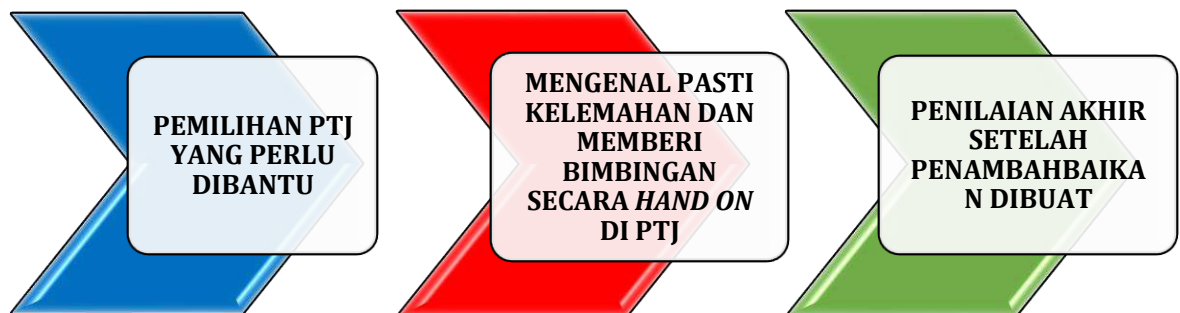 PEMILIHAN PTJ
YANG PERLU
DIBANTU
MENGENAL PASTI
KELEMAHAN DAN
MEMBERI
BIMBINGAN
SECARA HAND ON
DI PTJ
PENILAIAN AKHIR
SETELAH
PENAMBAHBAIKA
N DIBUAT